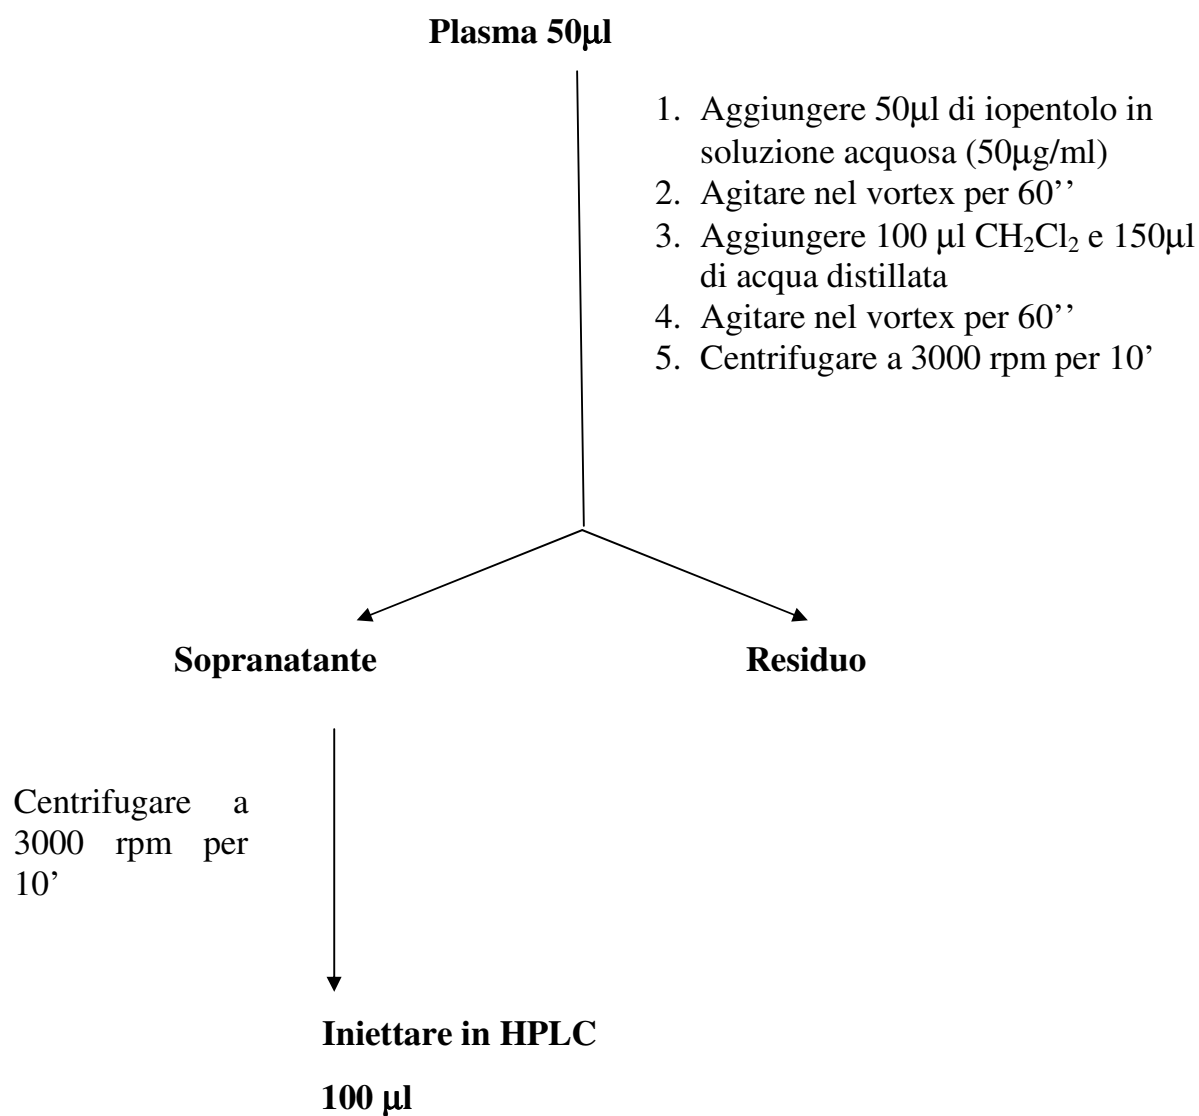 Plasma 50µl
1. Aggiungere 50µl di iopentolo in
soluzione acquosa (50µg/ml)
2. Agitare nel vortex per 60’’
3. Aggiungere 100 µl CH₂Cl₂ e 150µl
di acqua distillata
4. Agitare nel vortex per 60’’
5. Centrifugare a 3000 rpm per 10’
Sopranatante
Residuo
Centrifugare a
3000 rpm per
10’
Iniettare in HPLC
100 µl